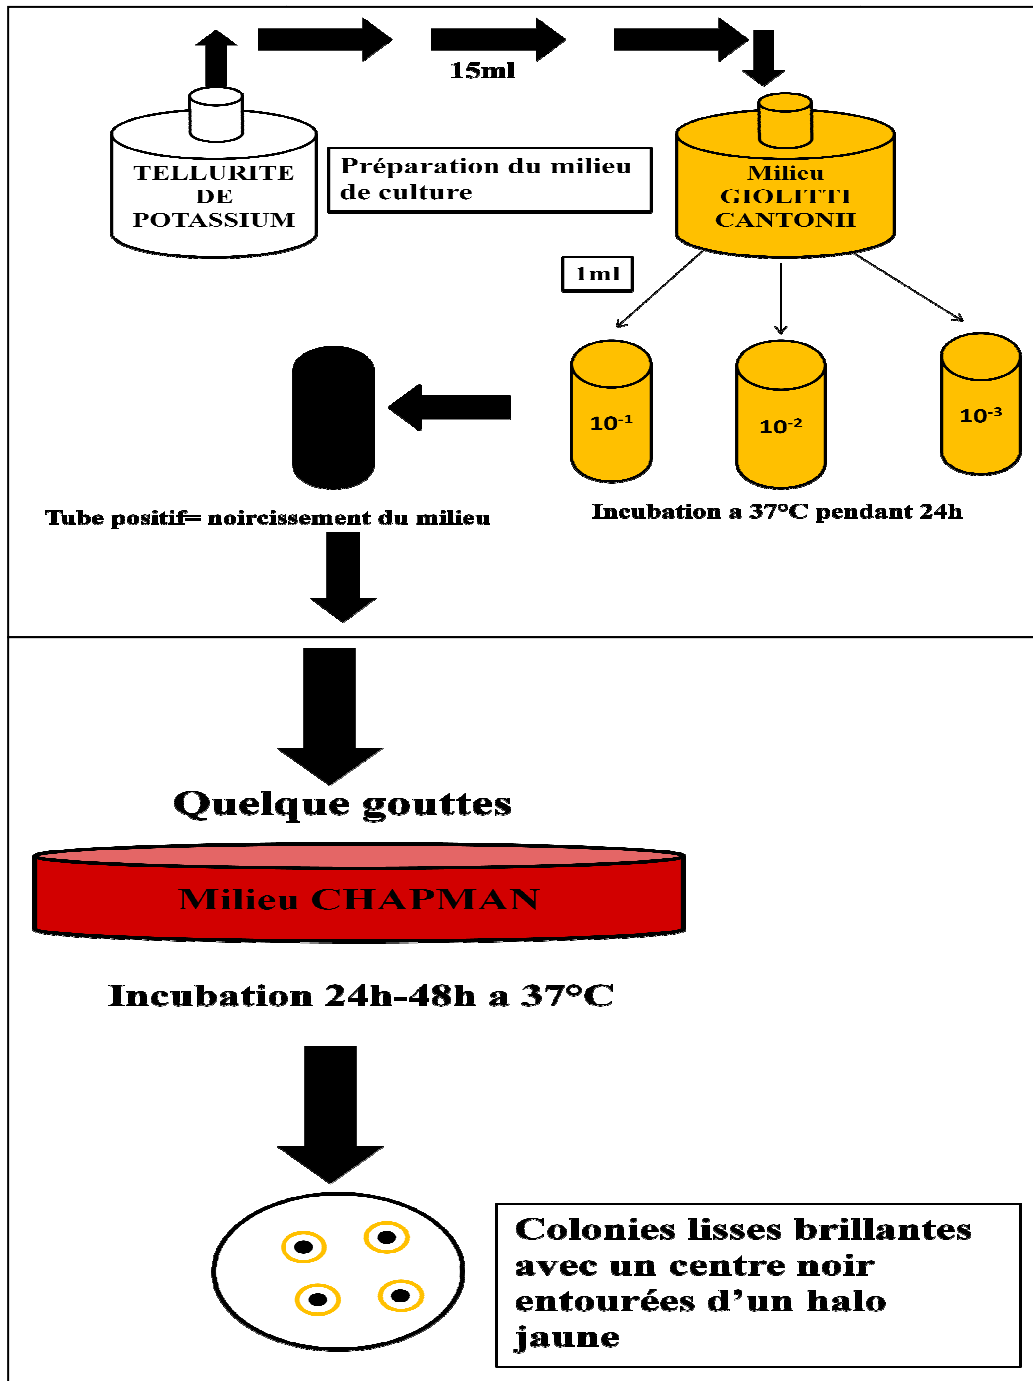 15ml
TELLURITE
DE
POTASSIUM
Préparation du milieu
de culture
Milieu
GIOLITTI
CANTONII
1ml
10⁻¹
10⁻²
10⁻³
Tube positif= noircissement du milieu
Incubation a 37°C pendant 24h
Quelque gouttes
Milieu CHAPMAN
Incubation 24h-48h a 37°C
Colonies lisses brillantes
avec un centre noir
entourées d’un halo
jaune